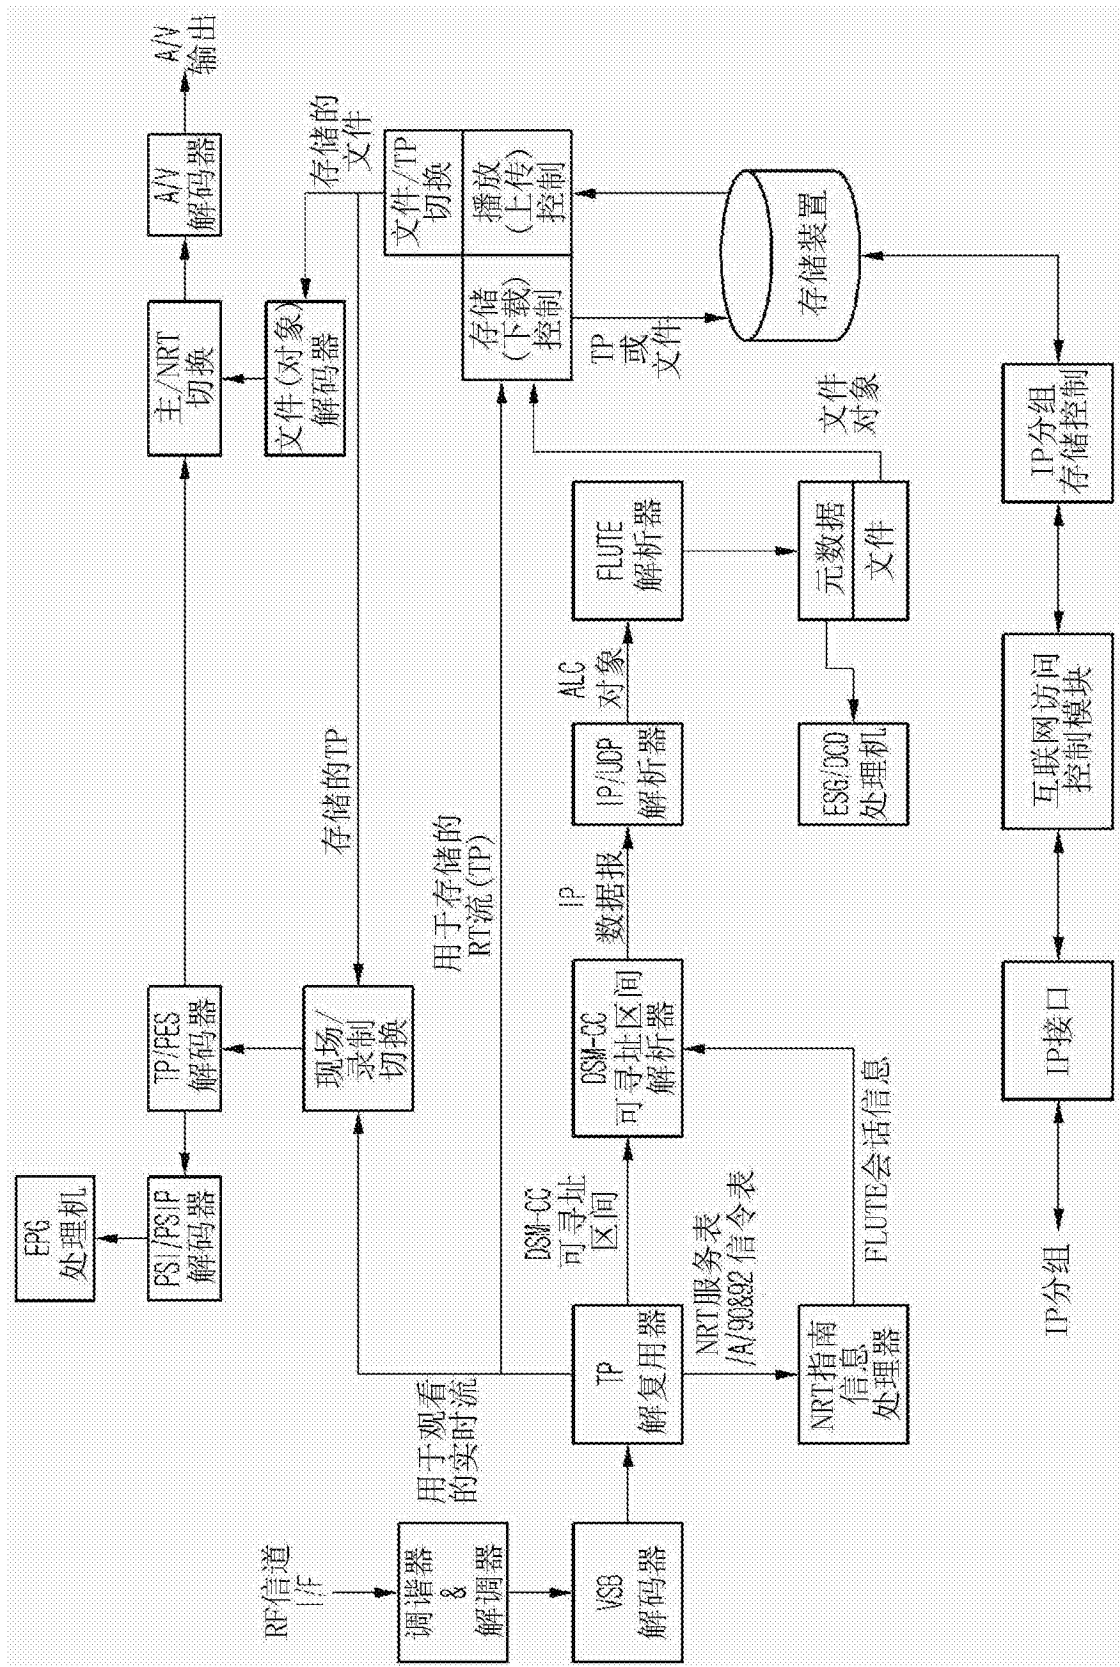 RF信道
I/F
调谐器
&
解调器
VSB
解码器
用于观看
的实时流
TP
解复用器
NRT服务表
/A/90&92信令表
NRT指南
信息
处理器
FLUTE会话信息
DSM-CC
可寻址
区间
DSM-CC
可寻址区间
解析器
IP
数据报
IP/UDP
解析器
ALC
对象
FLUTE
解析器
元数据
文件
ESG/DCD
处理机
文件
对象
EPG
处理机
PSI/PSIP
解码器
TP/PES
解码器
现场/
录制
切换
存储的TP
用于存储的
RT流(TP)
主/NRT
切换
文件(对象)
解码器
A/V
解码器
A/V
输出
存储的
文件
文件/TP
切换
存储
(下载)
控制
播放
(上传)
控制
TP
或
文件
存储装置
IP分组
IP接口
互联网访问
控制模块
IP分组
存储控制